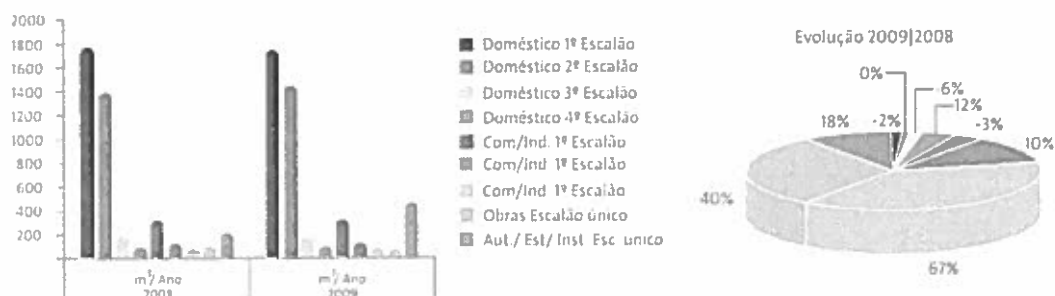 2000
1800
1600
1400
1200
1000
800
600
400
200
m³/Ano
2008
m³/Ano
2009
Doméstico 1º Escalão
Doméstico 2º Escalão
Doméstico 3º Escalão
Doméstico 4º Escalão
Com/Ind. 1º Escalão
Com/Ind 1º Escalão
Com/Ind 1º Escalão
Obras Escalão único
Aut./ Est/ Inst. Esc. unico
Evolução 2009|2008
0%
-6%
12%
-3%
10%
18%
-2%
40%
67%